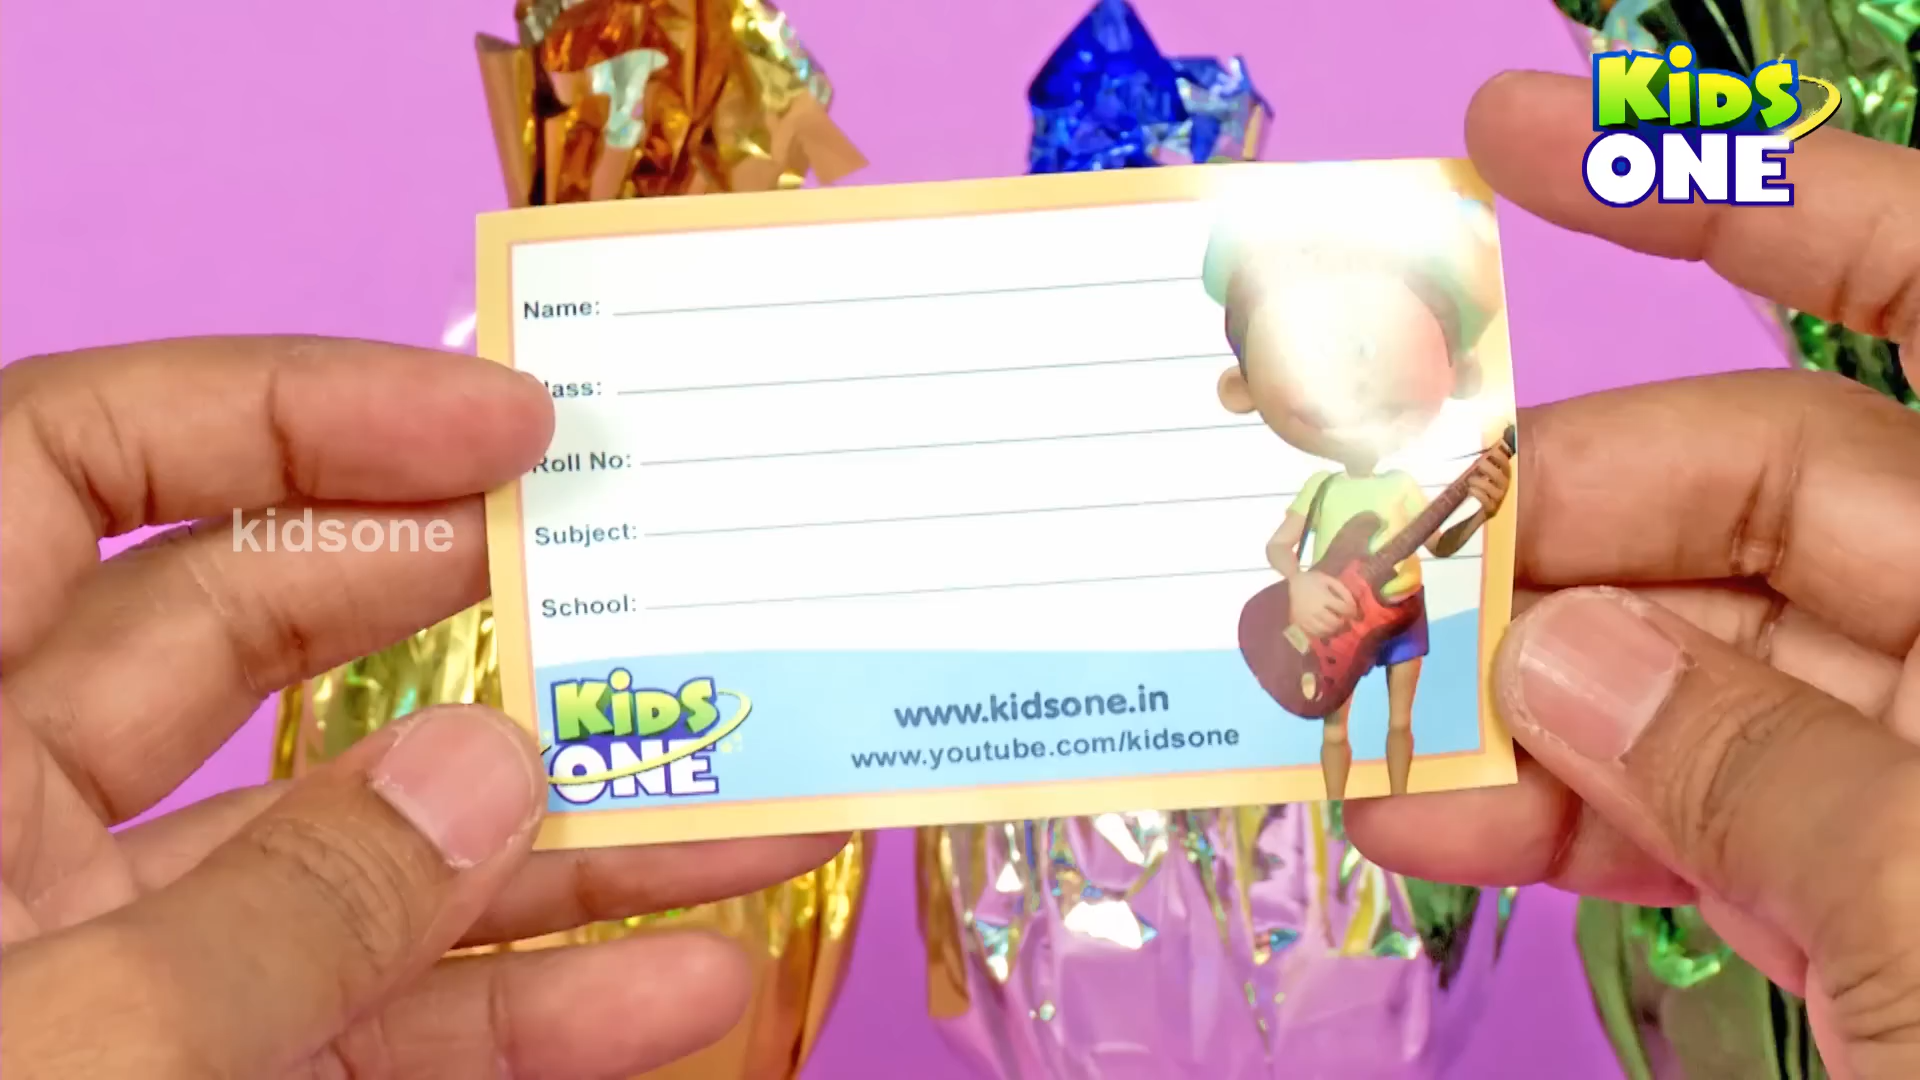 KiDS
ONE
Name:
lass:
Roll No:
kidsone
Subject:
School:
KiDS
ONE
www.kidsone.in
www.youtube.com/kidsone